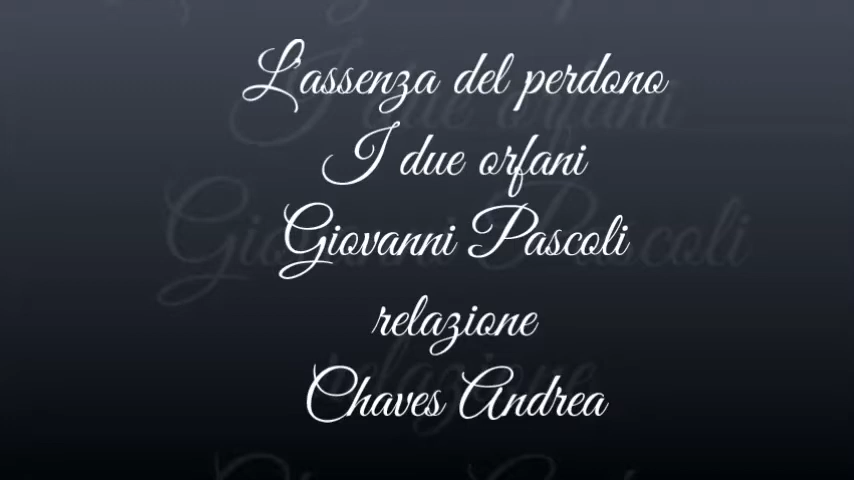 L'assenza del perdono
I due orfani
Giovanni Pascoli
relazione
Chaves Andrea